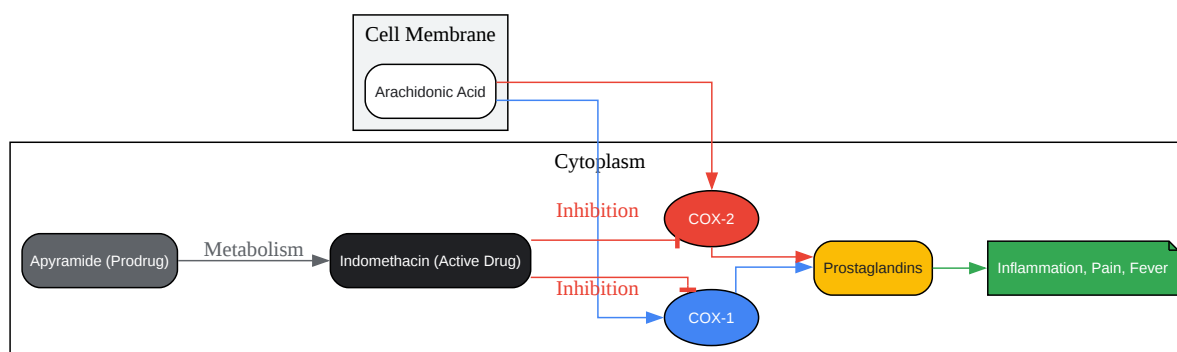 Cell Membrane
Arachidonic Acid
Cytoplasm
Inhibition
COX-2
Apyramide (Prodrug)
Metabolism
Indomethacin (Active Drug)
Prostaglandins
Inflammation, Pain, Fever
Inhibition
COX-1